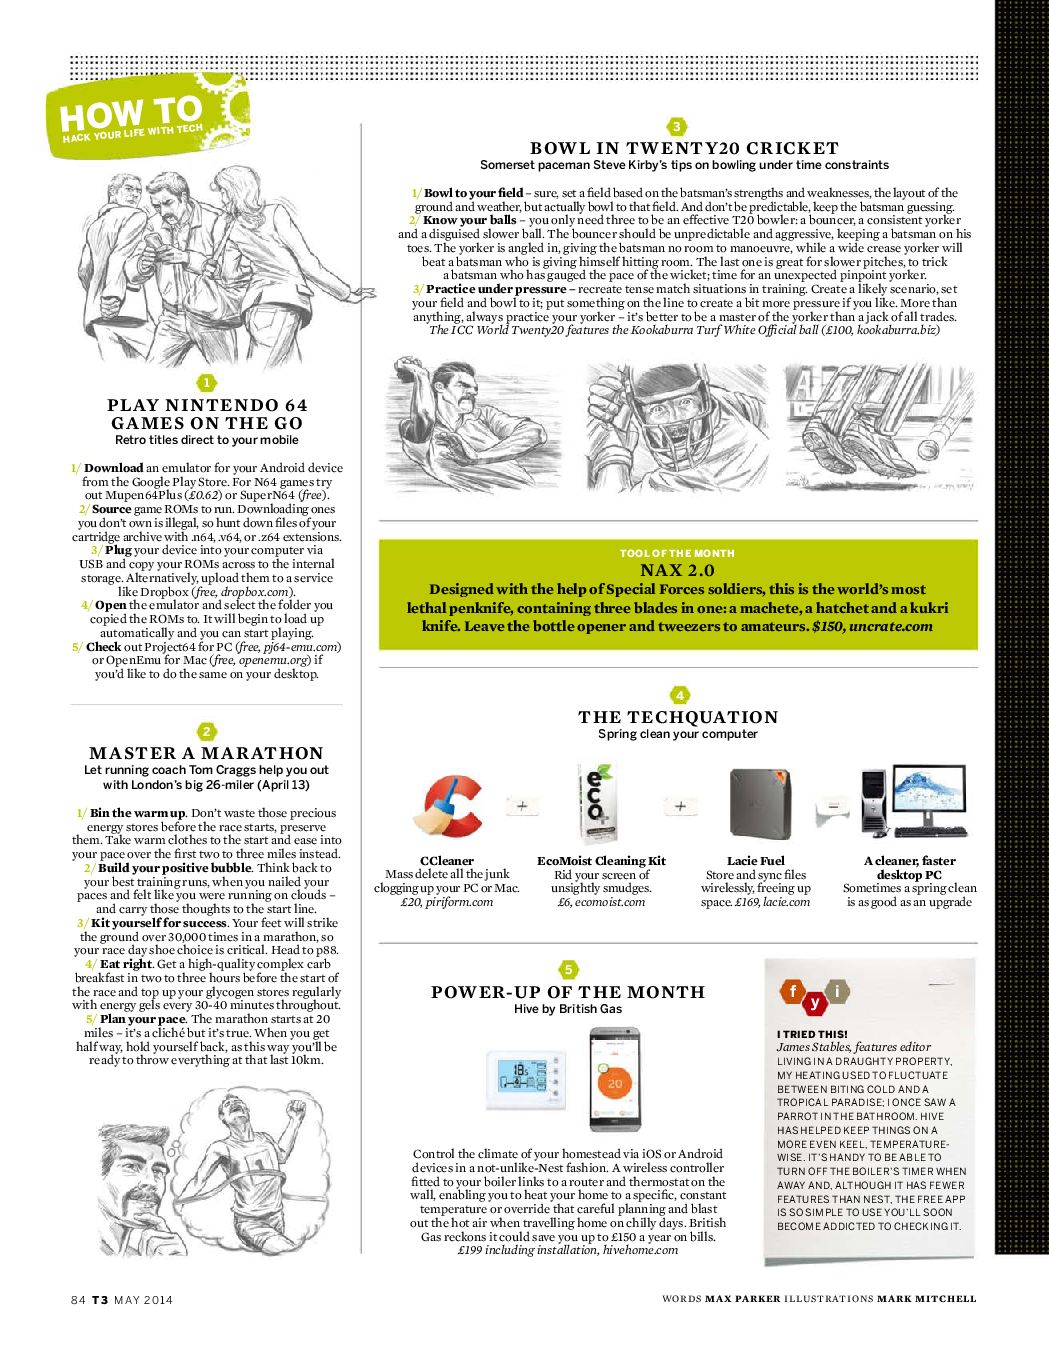 HOW TO
HACK YOUR LIFE WITH TECH
1
PLAY NINTENDO 64
GAMES ON THE GO
Retro titles direct to your mobile
1/ Download an emulator for your Android device
from the Google Play Store. For N64 games try
out Mupen64Plus (£0.62) or SuperN64 (free).
2/ Source game ROMs to run. Downloading ones
you don't own is illegal, so hunt down files of your
cartridge archive with .n64, .v64, or .z64 extensions.
3/ Plug your device into your computer via
USB and copy your ROMs across to the internal
storage. Alternatively, upload them to a service
like Dropbox (free, dropbox.com).
4/ Open the emulator and select the folder you
copied the ROMs to. It will begin to load up
automatically and you can start playing.
5/ Check out Project64 for PC (free, pj64-emu.com)
or OpenEmu for Mac (free, openemu.org) if
you'd like to do the same on your desktop.
2
MASTER A MARATHON
Let running coach Tom Craggs help you out
with London's big 26-miler (April 13)
1/ Bin the warm up. Don't waste those precious
energy stores before the race starts, preserve
them. Take warm clothes to the start and ease into
your pace over the first two to three miles instead.
2/ Build your positive bubble. Think back to
your best training runs, when you nailed your
paces and felt like you were running on clouds –
and carry those thoughts to the start line.
3/ Kit yourself for success. Your feet will strike
the ground over 30,000 times in a marathon, so
your race day shoe choice is critical. Head to p88.
4/ Eat right. Get a high-quality complex carb
breakfast in two to three hours before the start of
the race and top up your glycogen stores regularly
with energy gels every 30-40 minutes throughout.
5/ Plan your pace. The marathon starts at 20
miles – it's a cliché but it's true. When you get
half way, hold yourself back, as this way you'll be
ready to throw everything at that last 10km.
3
BOWL IN TWENTY20 CRICKET
Somerset paceman Steve Kirby's tips on bowling under time constraints
1/ Bowl to your field – sure, set a field based on the batsman's strengths and weaknesses, the layout of the
ground and weather, but actually bowl to that field. And don't be predictable, keep the batsman guessing.
2/ Know your balls – you only need three to be an effective T20 bowler: a bouncer, a consistent yorker
and a disguised slower ball. The bouncer should be unpredictable and aggressive, keeping a batsman on his
toes. The yorker is angled in, giving the batsman no room to manoeuvre, while a wide crease yorker will
beat a batsman who is giving himself hitting room. The last one is great for slower pitches, to trick
a batsman who has gauged the pace of the wicket; time for an unexpected pinpoint yorker.
3/ Practice under pressure – recreate tense match situations in training. Create a likely scenario, set
your field and bowl to it; put something on the line to create a bit more pressure if you like. More than
anything, always practice your yorker – it's better to be a master of the yorker than a jack of all trades.
The ICC World Twenty20 features the Kookaburra Turf White Official ball (£100, kookaburra.biz)
TOOL OF THE MONTH
NAX 2.0
Designed with the help of Special Forces soldiers, this is the world's most
lethal penknife, containing three blades in one: a machete, a hatchet and a kukri
knife. Leave the bottle opener and tweezers to amateurs. $150, uncrate.com
4
THE TECHQUATION
Spring clean your computer
eco
CCleaner
Mass delete all the junk
clogging up your PC or Mac.
£20, piriform.com
EcoMoist Cleaning Kit
Rid your screen of
unsightly smudges.
£6, ecomoist.com
Lacie Fuel
Store and sync files
wirelessly, freeing up
space. £169, lacie.com
A cleaner, faster
desktop PC
Sometimes a spring clean
is as good as an upgrade
5
POWER-UP OF THE MONTH
Hive by British Gas
18.5
20
Control the climate of your homestead via iOS or Android
devices in a not-unlike-Nest fashion. A wireless controller
fitted to your boiler links to a router and thermostat on the
wall, enabling you to heat your home to a specific, constant
temperature or override that careful planning and blast
out the hot air when travelling home on chilly days. British
Gas reckons it could save you up to £150 a year on bills.
£199 including installation, hivehome.com
f y i
I TRIED THIS!
James Stables, features editor
LIVING IN A DRAUGHTY PROPERTY,
MY HEATING USED TO FLUCTUATE
BETWEEN BITING COLD AND A
TROPICAL PARADISE; I ONCE SAW A
PARROT IN THE BATHROOM. HIVE
HAS HELPED KEEP THINGS ON A
MORE EVEN KEEL, TEMPERATURE-
WISE. IT'S HANDY TO BE ABLE TO
TURN OFF THE BOILER'S TIMER WHEN
AWAY AND, ALTHOUGH IT HAS FEWER
FEATURES THAN NEST, THE FREE APP
IS SO SIMPLE TO USE YOU'LL SOON
BECOME ADDICTED TO CHECKING IT.
84 T3 MAY 2014
WORDS MAX PARKER ILLUSTRATIONS MARK MITCHELL